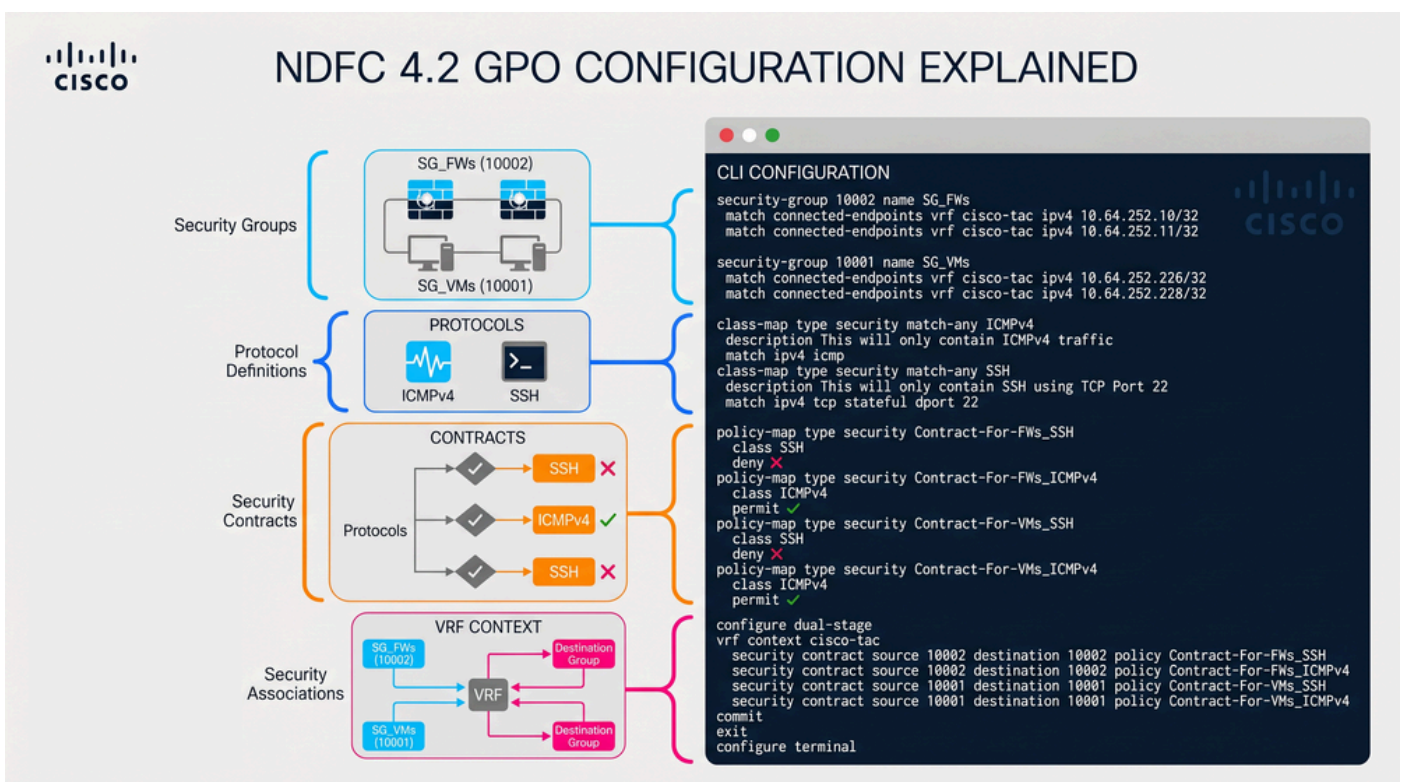 CISCO
NDFC 4.2 GPO CONFIGURATION EXPLAINED
Security Groups
SG_FWs (10002)
SG_VMs (10001)
Protocol
Definitions
PROTOCOLS
ICMPv4
SSH
Security
Contracts
CONTRACTS
Protocols
SSH
ICMPv4
SSH
Security
Associations
VRF CONTEXT
SG_FWs
(10002)
Destination
Group
VRF
SG_VMs
(10001)
Destination
Group
CLI CONFIGURATION
CISCO
security-group 10002 name SG_FWs
match connected-endpoints vrf cisco-tac ipv4 10.64.252.10/32
match connected-endpoints vrf cisco-tac ipv4 10.64.252.11/32
security-group 10001 name SG_VMs
match connected-endpoints vrf cisco-tac ipv4 10.64.252.226/32
match connected-endpoints vrf cisco-tac ipv4 10.64.252.228/32
class-map type security match-any ICMPv4
description This will only contain ICMPv4 traffic
match ipv4 icmp
class-map type security match-any SSH
description This will only contain SSH using TCP Port 22
match ipv4 tcp stateful dport 22
policy-map type security Contract-For-FWs_SSH
class SSH
deny ✕
policy-map type security Contract-For-FWs_ICMPv4
class ICMPv4
permit ✓
policy-map type security Contract-For-VMs_SSH
class SSH
deny ✕
policy-map type security Contract-For-VMs_ICMPv4
class ICMPv4
permit ✓
configure dual-stage
vrf context cisco-tac
security contract source 10002 destination 10002 policy Contract-For-FWs_SSH
security contract source 10002 destination 10002 policy Contract-For-FWs_ICMPv4
security contract source 10001 destination 10001 policy Contract-For-VMs_SSH
security contract source 10001 destination 10001 policy Contract-For-VMs_ICMPv4
commit
exit
configure terminal